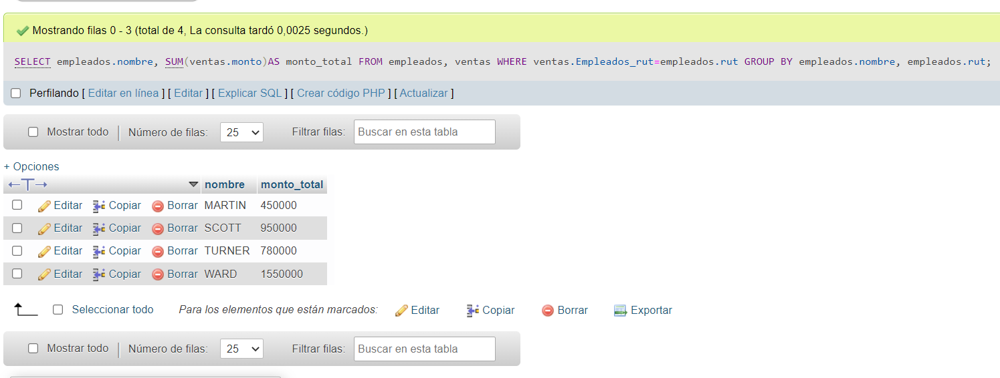 Mostrando filas 0 - 3 (total de 4, La consulta tardó 0,0025 segundos.)
SELECT empleados.nombre, SUM(ventas.monto)AS monto_total FROM empleados, ventas WHERE ventas.Empleados_rut=empleados.rut GROUP BY empleados.nombre, empleados.rut;
Perfilando [ Editar en línea ] [ Editar ] [ Explicar SQL ] [ Crear código PHP ] [ Actualizar ]
Mostrar todo | Número de filas: 25 Filtrar filas: Buscar en esta tabla
+ Opciones
←T→ nombre monto_total
Editar Copiar Borrar MARTIN 450000
Editar Copiar Borrar SCOTT 950000
Editar Copiar Borrar TURNER 780000
Editar Copiar Borrar WARD 1550000
Seleccionar todo Para los elementos que están marcados: Editar Copiar Borrar Exportar
Mostrar todo | Número de filas: 25 Filtrar filas: Buscar en esta tabla